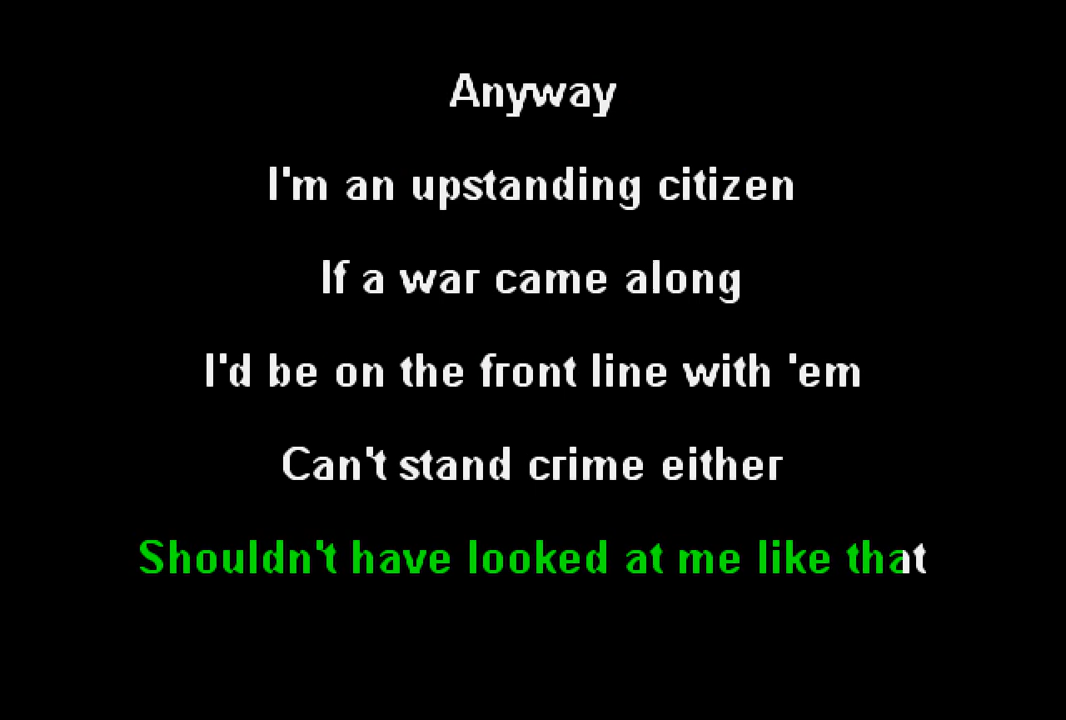 Anyway
I'm an upstanding citizen
If a war came along
I'd be on the front line with 'em
Can't stand crime either
Shouldn't have looked at me like that